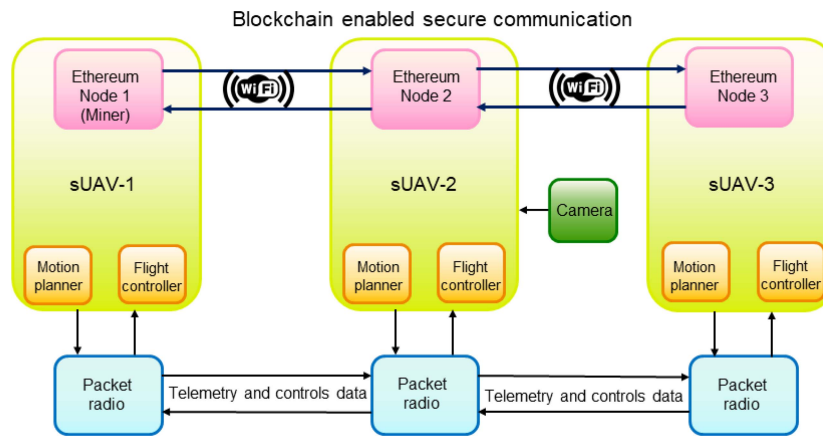 Blockchain enabled secure communication
Ethereum
Node 1
(Miner)
WiFi
Ethereum
Node 2
WiFi
Ethereum
Node 3
sUAV-1
sUAV-2
sUAV-3
Camera
Motion
planner
Flight
controller
Motion
planner
Flight
controller
Motion
planner
Flight
controller
Packet
radio
Telemetry and controls data
Packet
radio
Telemetry and controls data
Packet
radio